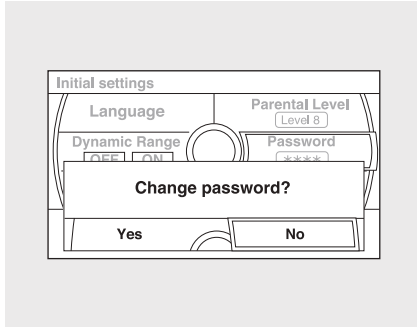 Initial settings
Language
Parental Level
Level 8
Dynamic Range
Password
OFF ON
****
Change password?
Yes
No